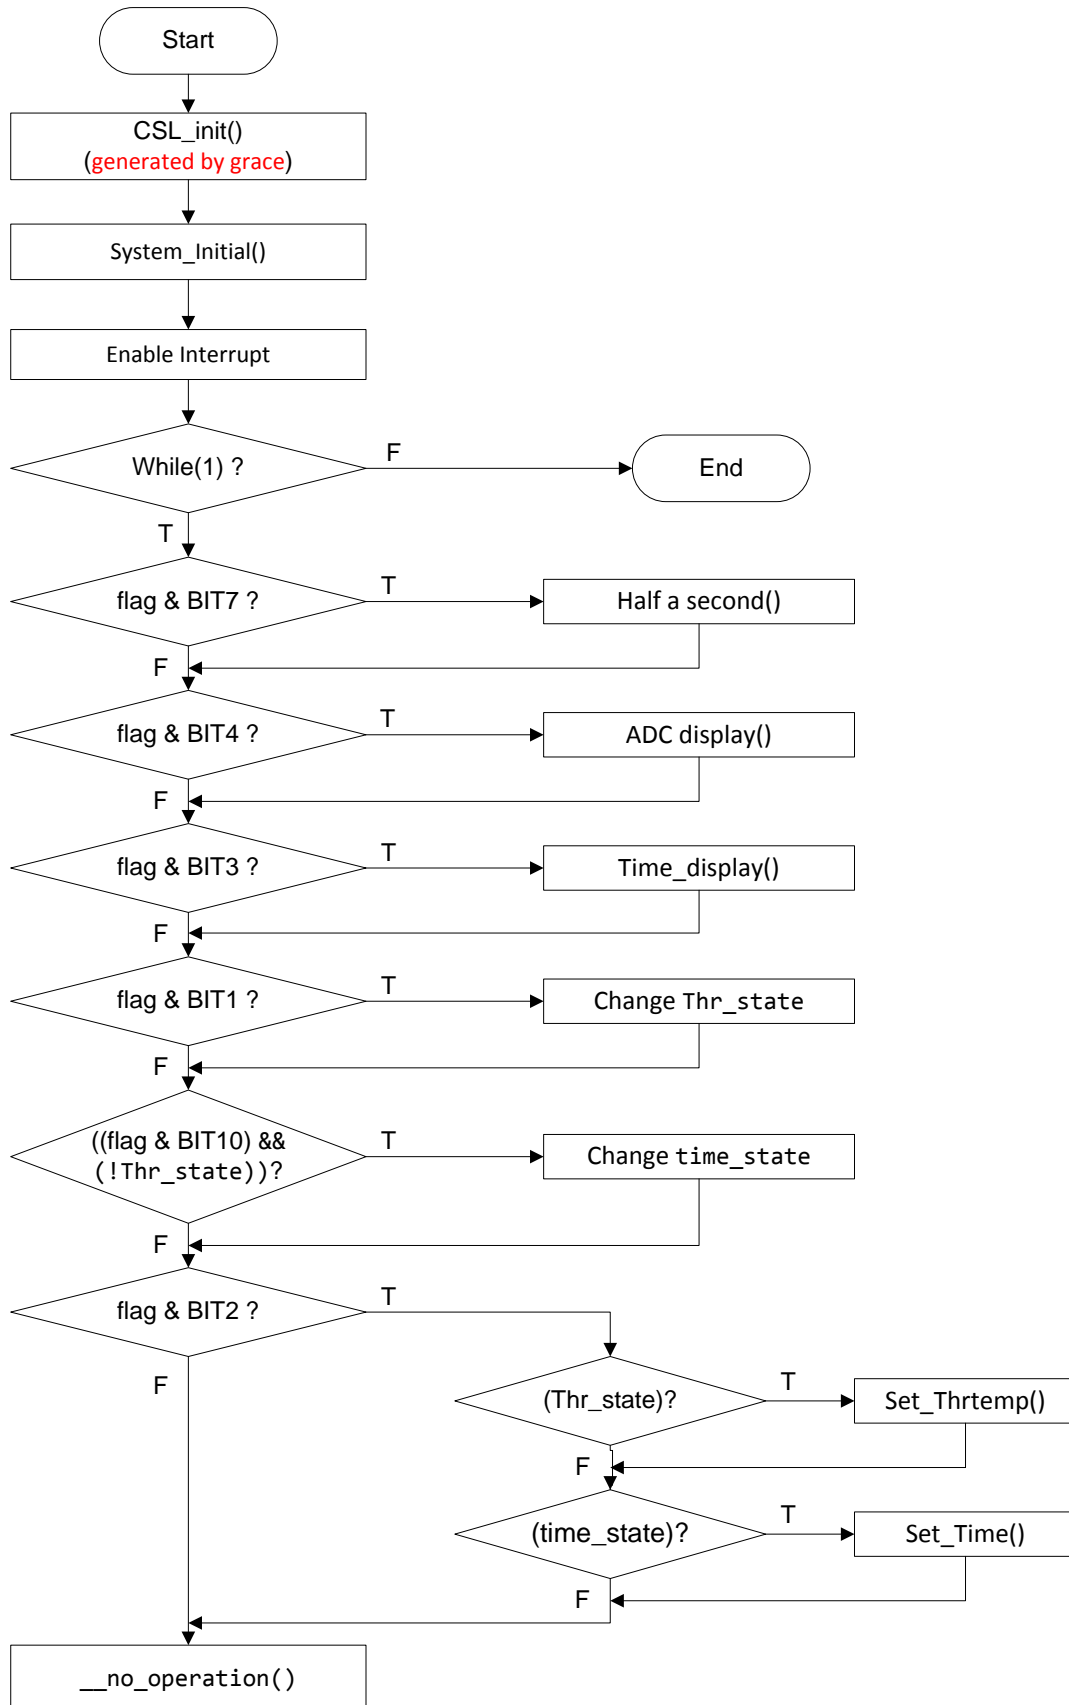 Start
CSL_init()
(generated by grace)
System_Initial()
Enable Interrupt
While(1) ?
F
End
T
flag & BIT7 ?
T
Half a second()
F
flag & BIT4 ?
T
ADC display()
F
flag & BIT3 ?
T
Time_display()
F
flag & BIT1 ?
T
Change Thr_state
F
((flag & BIT10) &&
(!Thr_state))?
T
Change time_state
F
flag & BIT2 ?
T
F
(Thr_state)?
T
Set_Thrtemp()
F
(time_state)?
T
Set_Time()
F
__no_operation()